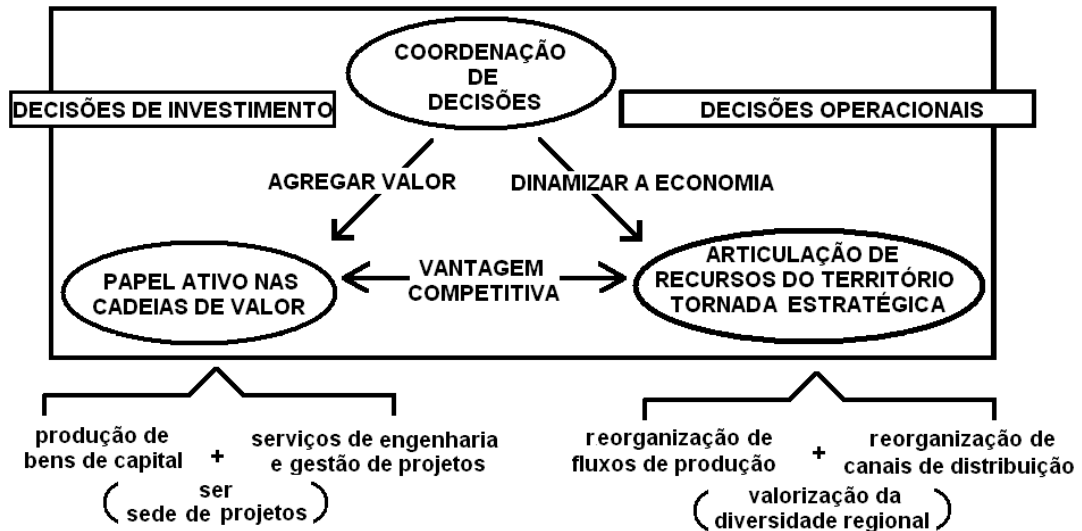 COORDENAÇÃO
DE
DECISÕES
DECISÕES DE INVESTIMENTO
DECISÕES OPERACIONAIS
AGREGAR VALOR
DINAMIZAR A ECONOMIA
PAPEL ATIVO NAS
CADEIAS DE VALOR
VANTAGEM
COMPETITIVA
ARTICULAÇÃO DE
RECURSOS DO TERRITÓRIO
TORNADA ESTRATÉGICA
produção de
bens de capital
+
serviços de engenharia
e gestão de projetos
(ser
sede de projetos)
reorganização de
fluxos de produção
+
reorganização de
canais de distribuição
(valorização da
diversidade regional)